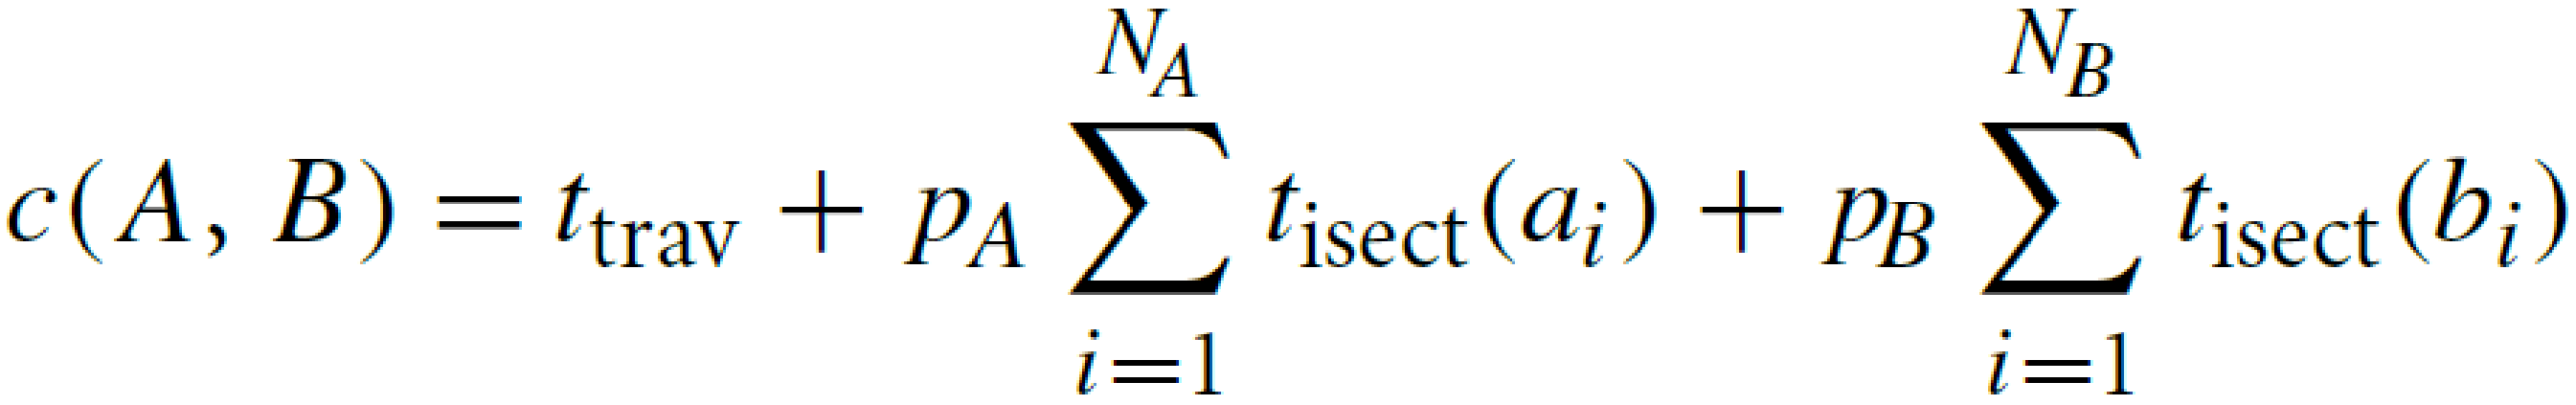 c(A, B) = t_trav + p_A \sum_{i=1}^{N_A} t_isect(a_i) + p_B \sum_{i=1}^{N_B} t_isect(b_i)